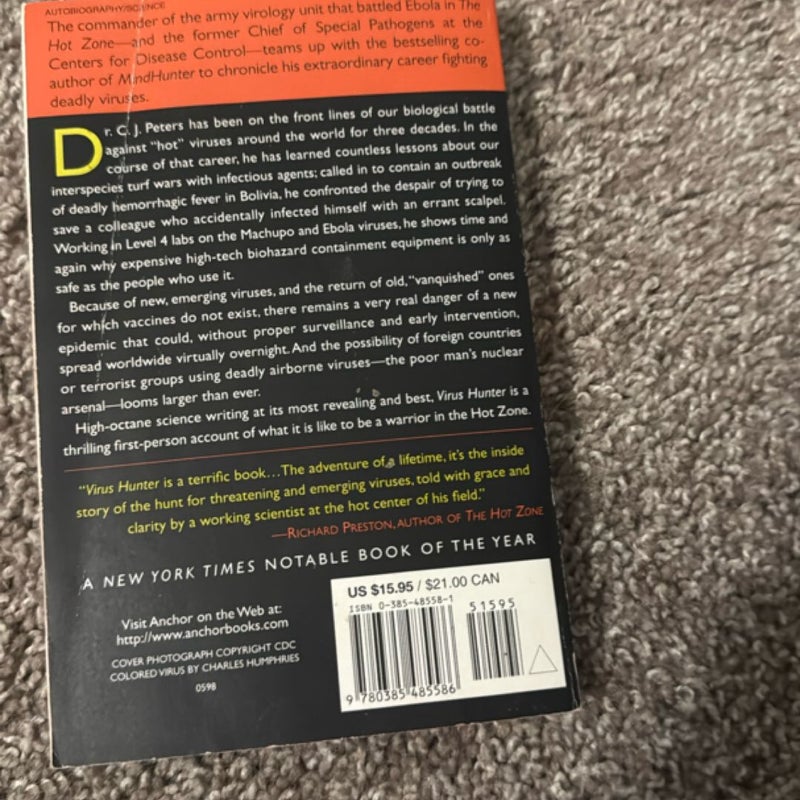 AUTOBIOGRAPHY/SCIENCE
The commander of the army virology unit that battled Ebola in The
Hot Zone—and the former Chief of Special Pathogens at the
Centers for Disease Control—teams up with the bestselling co-
author of MindHunter to chronicle his extraordinary career fighting
deadly viruses.
Dr. C. J. Peters has been on the front lines of our biological battle
against "hot" viruses around the world for three decades. In the
course of that career, he has learned countless lessons about our
interspecies turf wars with infectious agents; called in to contain an outbreak
of deadly hemorrhagic fever in Bolivia, he confronted the despair of trying to
save a colleague who accidentally infected himself with an errant scalpel.
Working in Level 4 labs on the Machupo and Ebola viruses, he shows time and
again why expensive high-tech biohazard containment equipment is only as
safe as the people who use it.
Because of new, emerging viruses, and the return of old, "vanquished" ones
for which vaccines do not exist, there remains a very real danger of a new
epidemic that could, without proper surveillance and early intervention,
spread worldwide virtually overnight. And the possibility of foreign countries
or terrorist groups using deadly airborne viruses—the poor man's nuclear
arsenal—looms larger than ever.
High-octane science writing at its most revealing and best, Virus Hunter is a
thrilling first-person account of what it is like to be a warrior in the Hot Zone.
"Virus Hunter is a terrific book...The adventure of a lifetime, it's the inside
story of the hunt for threatening and emerging viruses, told with grace and
clarity by a working scientist at the hot center of his field."
—RICHARD PRESTON, AUTHOR OF THE HOT ZONE
A NEW YORK TIMES NOTABLE BOOK OF THE YEAR
Visit Anchor on the Web at:
http://www.anchorbooks.com
COVER PHOTOGRAPH COPYRIGHT CDC
COLORED VIRUS BY CHARLES HUMPHRIES
0598
US $15.95 / $21.00 CAN
ISBN 0-385-48558-1
51595
9 780385 485586